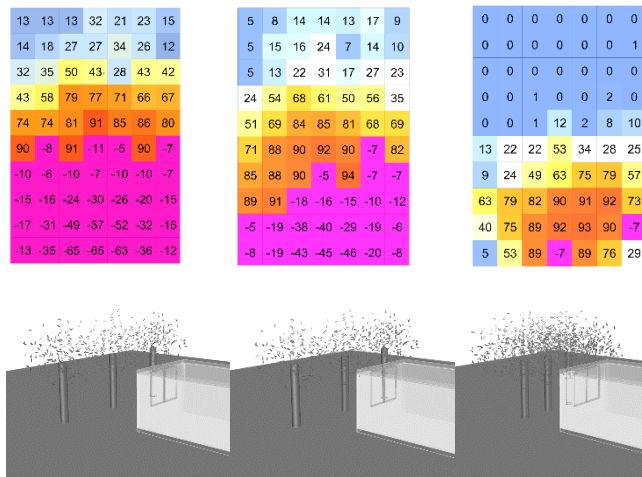 13 13 13 32 21 23 15
14 18 27 27 34 26 12
32 35 50 43 28 43 42
43 58 79 77 71 66 67
74 74 81 91 85 86 80
90 -8 91 -11 -5 90 -7
-10 -6 -10 -7 -10 -10 -7
-15 -16 -24 -30 -26 -20 -15
-17 -31 -49 -57 -52 -32 -16
-13 -35 -65 -65 -63 -36 -12
5 8 14 14 13 17 9
5 15 16 24 7 14 10
5 13 22 31 17 27 23
24 54 68 61 50 56 35
51 69 84 85 81 68 69
71 88 90 92 90 -7 82
85 88 90 -5 94 -7 -7
89 91 -18 -16 -15 -10 -12
-5 -19 -38 -40 -29 -19 -6
-8 -19 -43 -45 -46 -20 -8
0 0 0 0 0 0 0
0 0 0 0 0 0 1
0 0 0 0 0 0 0
0 0 1 0 0 2 0
0 0 1 12 2 8 10
13 22 22 53 34 28 25
9 24 49 63 75 79 57
63 79 82 90 91 92 73
40 75 89 92 93 90 -7
5 53 89 -7 89 76 29